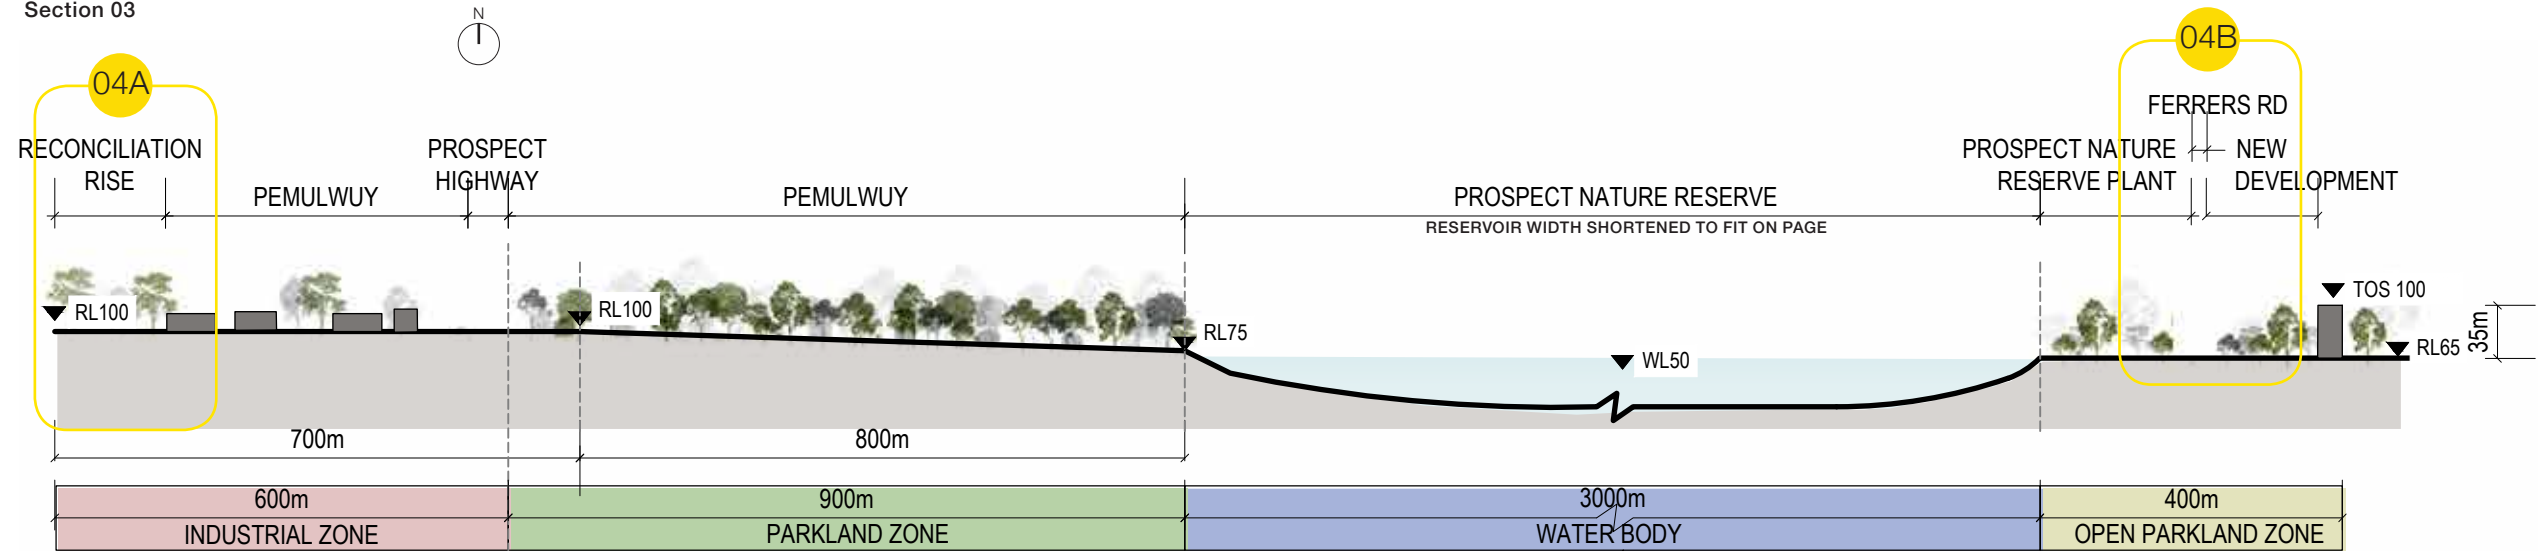 Section 03
N
04A
04B
FERRERS RD
RECONCILIATION
RISE
PEMULWUY
PROSPECT
HIGHWAY
PEMULWUY
PROSPECT NATURE RESERVE
RESERVOIR WIDTH SHORTENED TO FIT ON PAGE
PROSPECT NATURE
RESERVE PLANT
NEW
DEVELOPMENT
RL100
RL100
RL75
WL50
TOS 100
RL65
35m
700m
800m
600m
900m
3000m
400m
INDUSTRIAL ZONE
PARKLAND ZONE
WATER BODY
OPEN PARKLAND ZONE